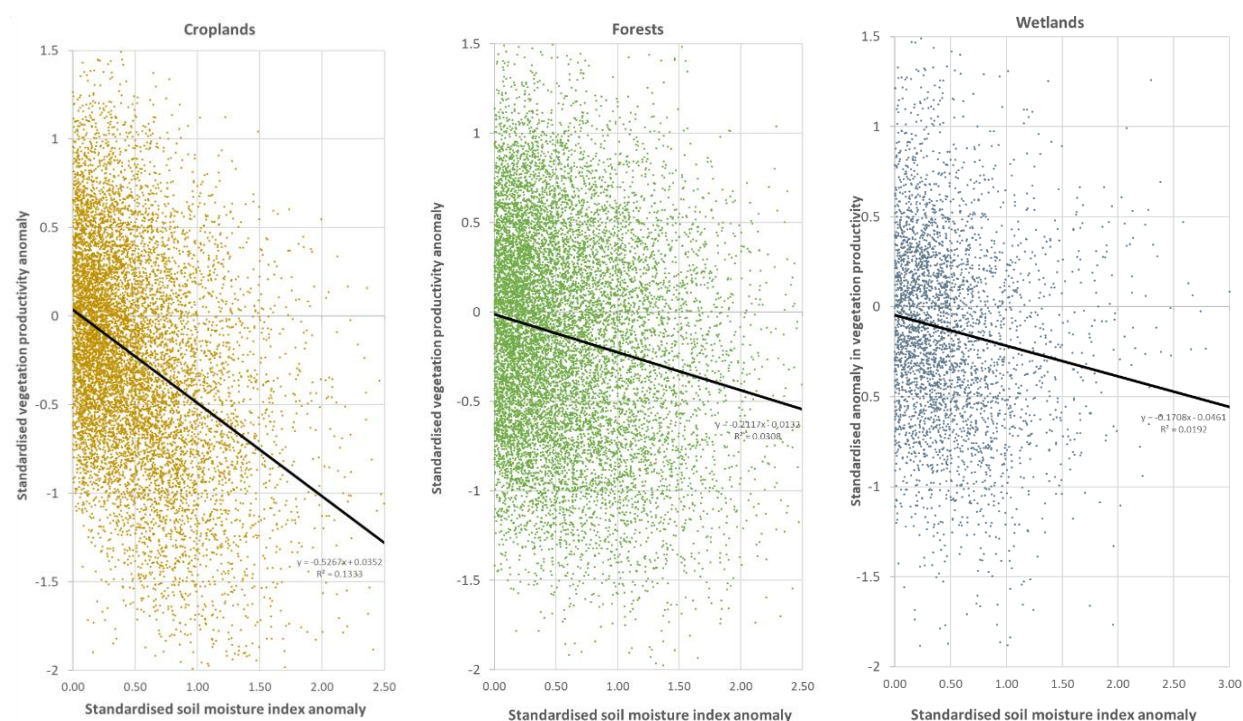 Croplands
Standardised vegetation productivity anomaly
1.5
1
0.5
0
-0.5
-1
-1.5
-2
y = -0.5267x + 0.0352
R² = 0.1333
0.00 0.50 1.00 1.50 2.00 2.50
Standardised soil moisture index anomaly
Forests
Standardised vegetation productivity anomaly
1.5
1
0.5
0
-0.5
-1
-1.5
-2
y = -0.2117x - 0.0132
R² = 0.0308
0.00 0.50 1.00 1.50 2.00 2.50
Standardised soil moisture index anomaly
Wetlands
Standardised anomaly in vegetation productivity
1.5
1
0.5
0
-0.5
-1
-1.5
-2
y = -0.1708x - 0.0461
R² = 0.0192
0.00 0.50 1.00 1.50 2.00 2.50 3.00
Standardised soil moisture index anomaly